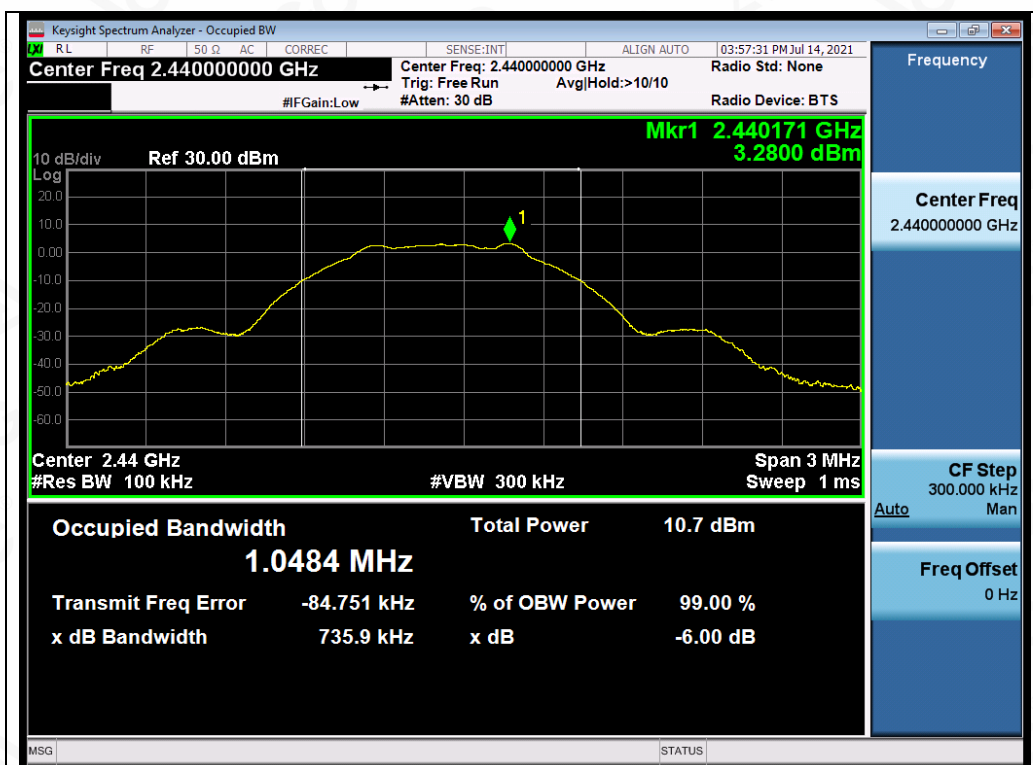 Keysight Spectrum Analyzer - Occupied BW
LXI RL RF 50 Ω AC CORREC SENSE:INT ALIGN AUTO 03:57:31 PM Jul 14, 2021
Center Freq 2.440000000 GHz
Center Freq: 2.440000000 GHz
Radio Std: None
Trig: Free Run Avg|Hold:>10/10
#IFGain:Low #Atten: 30 dB Radio Device: BTS
Mkr1 2.440171 GHz
3.2800 dBm
10 dB/div Ref 30.00 dBm
Log
20.0
10.0
0.00
-10.0
-20.0
-30.0
-40.0
-50.0
-60.0
1
Center 2.44 GHz Span 3 MHz
#Res BW 100 kHz #VBW 300 kHz Sweep 1 ms
Occupied Bandwidth Total Power 10.7 dBm
1.0484 MHz
Transmit Freq Error -84.751 kHz % of OBW Power 99.00 %
x dB Bandwidth 735.9 kHz x dB -6.00 dB
Frequency
Center Freq
2.440000000 GHz
CF Step
300.000 kHz
Auto Man
Freq Offset
0 Hz
MSG STATUS